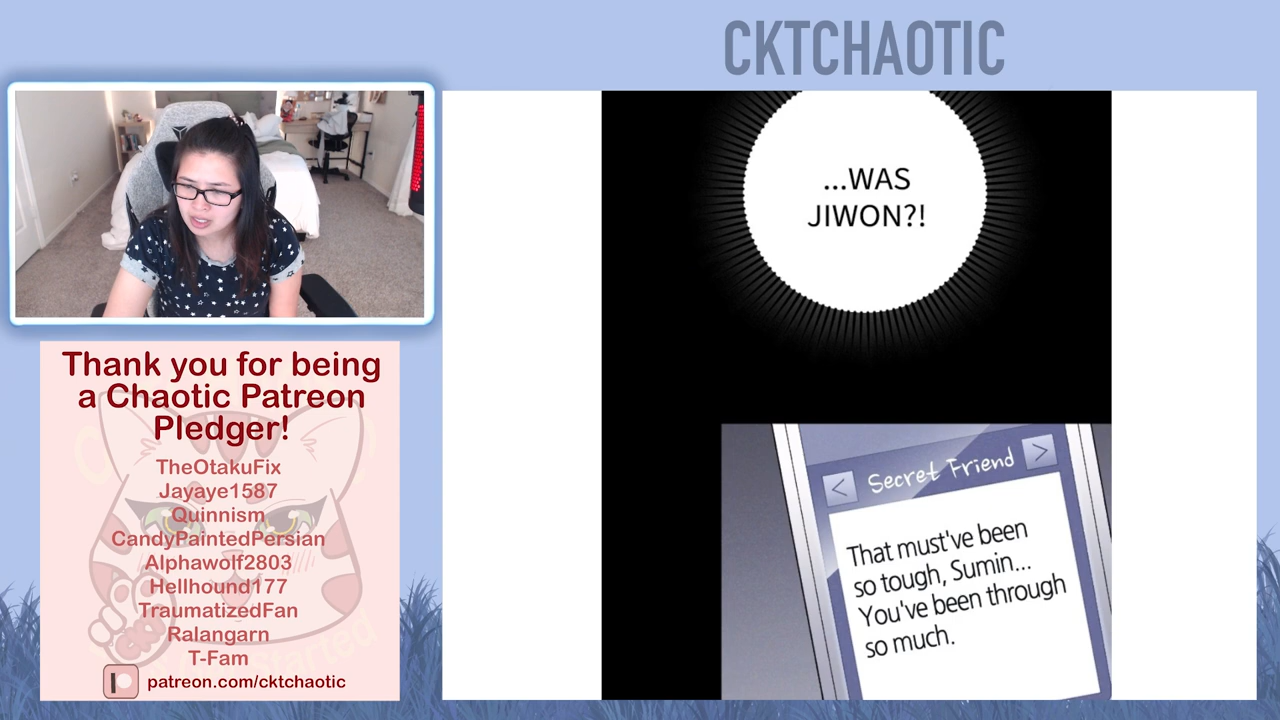 CKTCHAOTIC
...WAS
JIWON?!
< Secret Friend >
That must've been
so tough, Sumin...
You've been through
so much.
Thank you for being
a Chaotic Patreon
Pledger!
TheOtakuFix
Jayaye1587
Quinnism
CandyPaintedPersian
Alphawolf2803
Hellhound177
TraumatizedFan
Ralangarn
T-Fam
patreon.com/cktchaotic